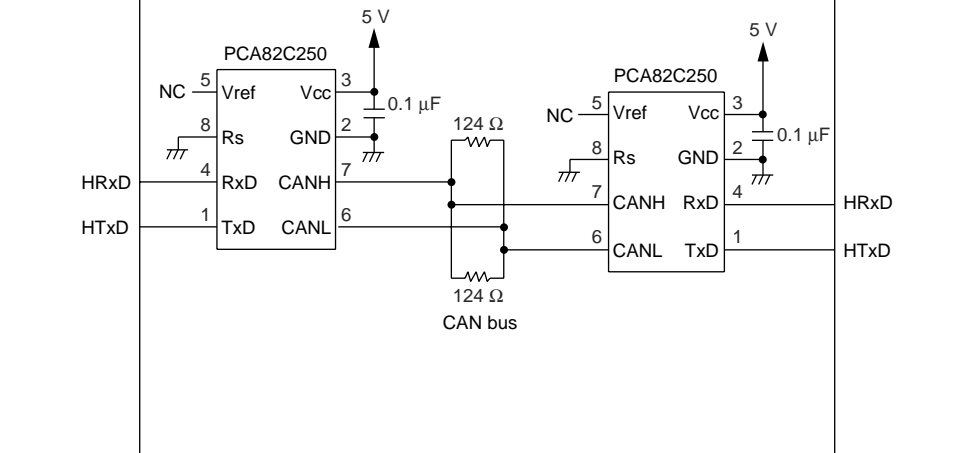 5 V
5 V
PCA82C250
PCA82C250
NC 5 Vref Vcc 3
0.1 μF
8 Rs GND 2
HRxD 4 RxD CANH 7
HTxD 1 TxD CANL 6
124 Ω
124 Ω
CAN bus
NC 5 Vref Vcc 3
0.1 μF
8 Rs GND 2
7 CANH RxD 4 HRxD
6 CANL TxD 1 HTxD